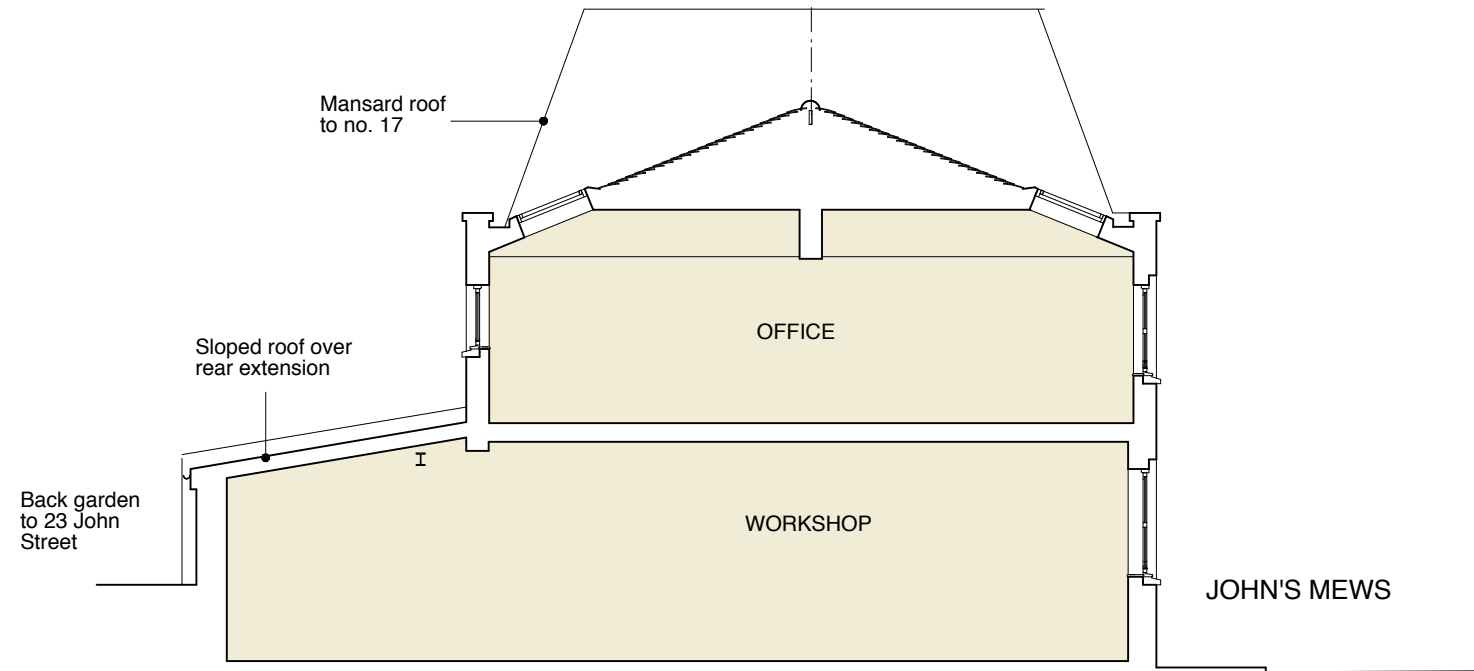 Mansard roof
to no. 17
OFFICE
Sloped roof over
rear extension
Back garden
to 23 John
Street
WORKSHOP
JOHN'S MEWS